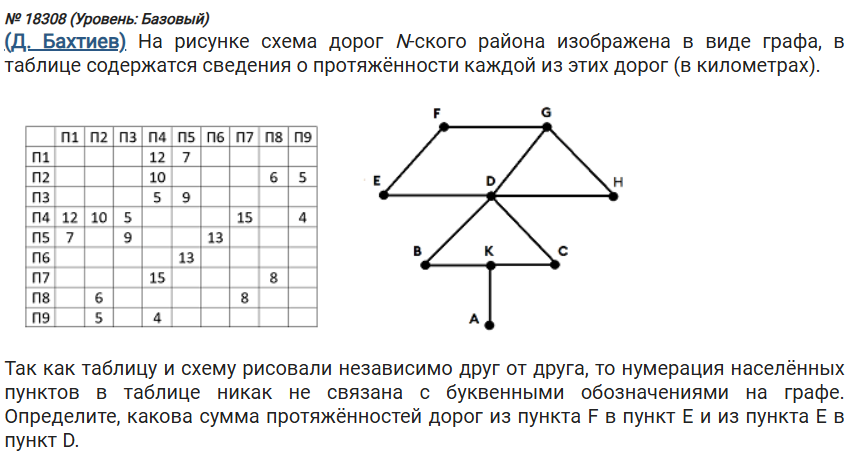 № 18308 (Уровень: Базовый)
(Д. Бахтиев) На рисунке схема дорог N-ского района изображена в виде графа, в
таблице содержатся сведения о протяжённости каждой из этих дорог (в километрах).
П1 П2 П3 П4 П5 П6 П7 П8 П9
П1 12 7
П2 10 6 5
П3 5 9
П4 12 10 5 15 4
П5 7 9 13
П6 13
П7 15 8
П8 6 8
П9 5 4
F G
E D H
B K C
A
Так как таблицу и схему рисовали независимо друг от друга, то нумерация населённых
пунктов в таблице никак не связана с буквенными обозначениями на графе.
Определите, какова сумма протяжённостей дорог из пункта F в пункт E и из пункта E в
пункт D.